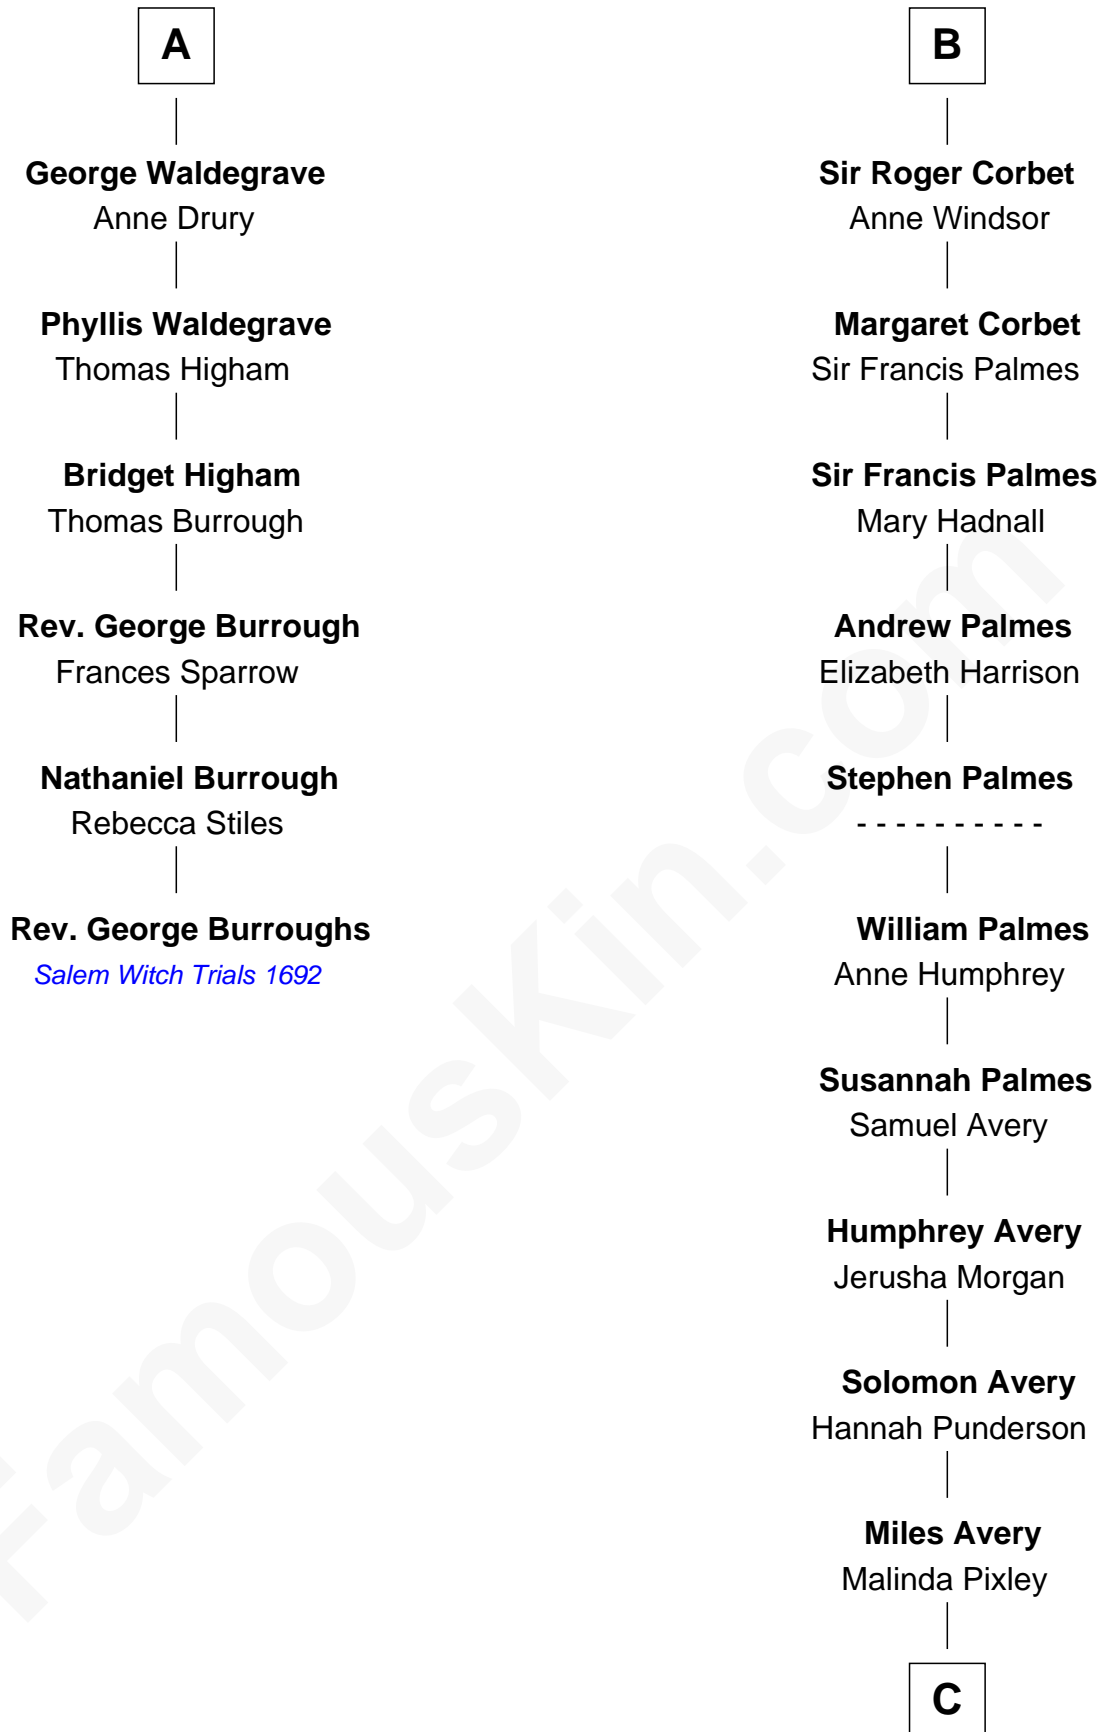 A
George Waldegrave
Anne Drury
Phyllis Waldegrave
Thomas Higham
Bridget Higham
Thomas Burrough
Rev. George Burrough
Frances Sparrow
Nathaniel Burrough
Rebecca Stiles
Rev. George Burroughs
Salem Witch Trials 1692
B
Sir Roger Corbet
Anne Windsor
Margaret Corbet
Sir Francis Palmes
Sir Francis Palmes
Mary Hadnall
Andrew Palmes
Elizabeth Harrison
Stephen Palmes
- - - - - - - - - -
William Palmes
Anne Humphrey
Susannah Palmes
Samuel Avery
Humphrey Avery
Jerusha Morgan
Solomon Avery
Hannah Punderson
Miles Avery
Malinda Pixley
C
FamousKin.com